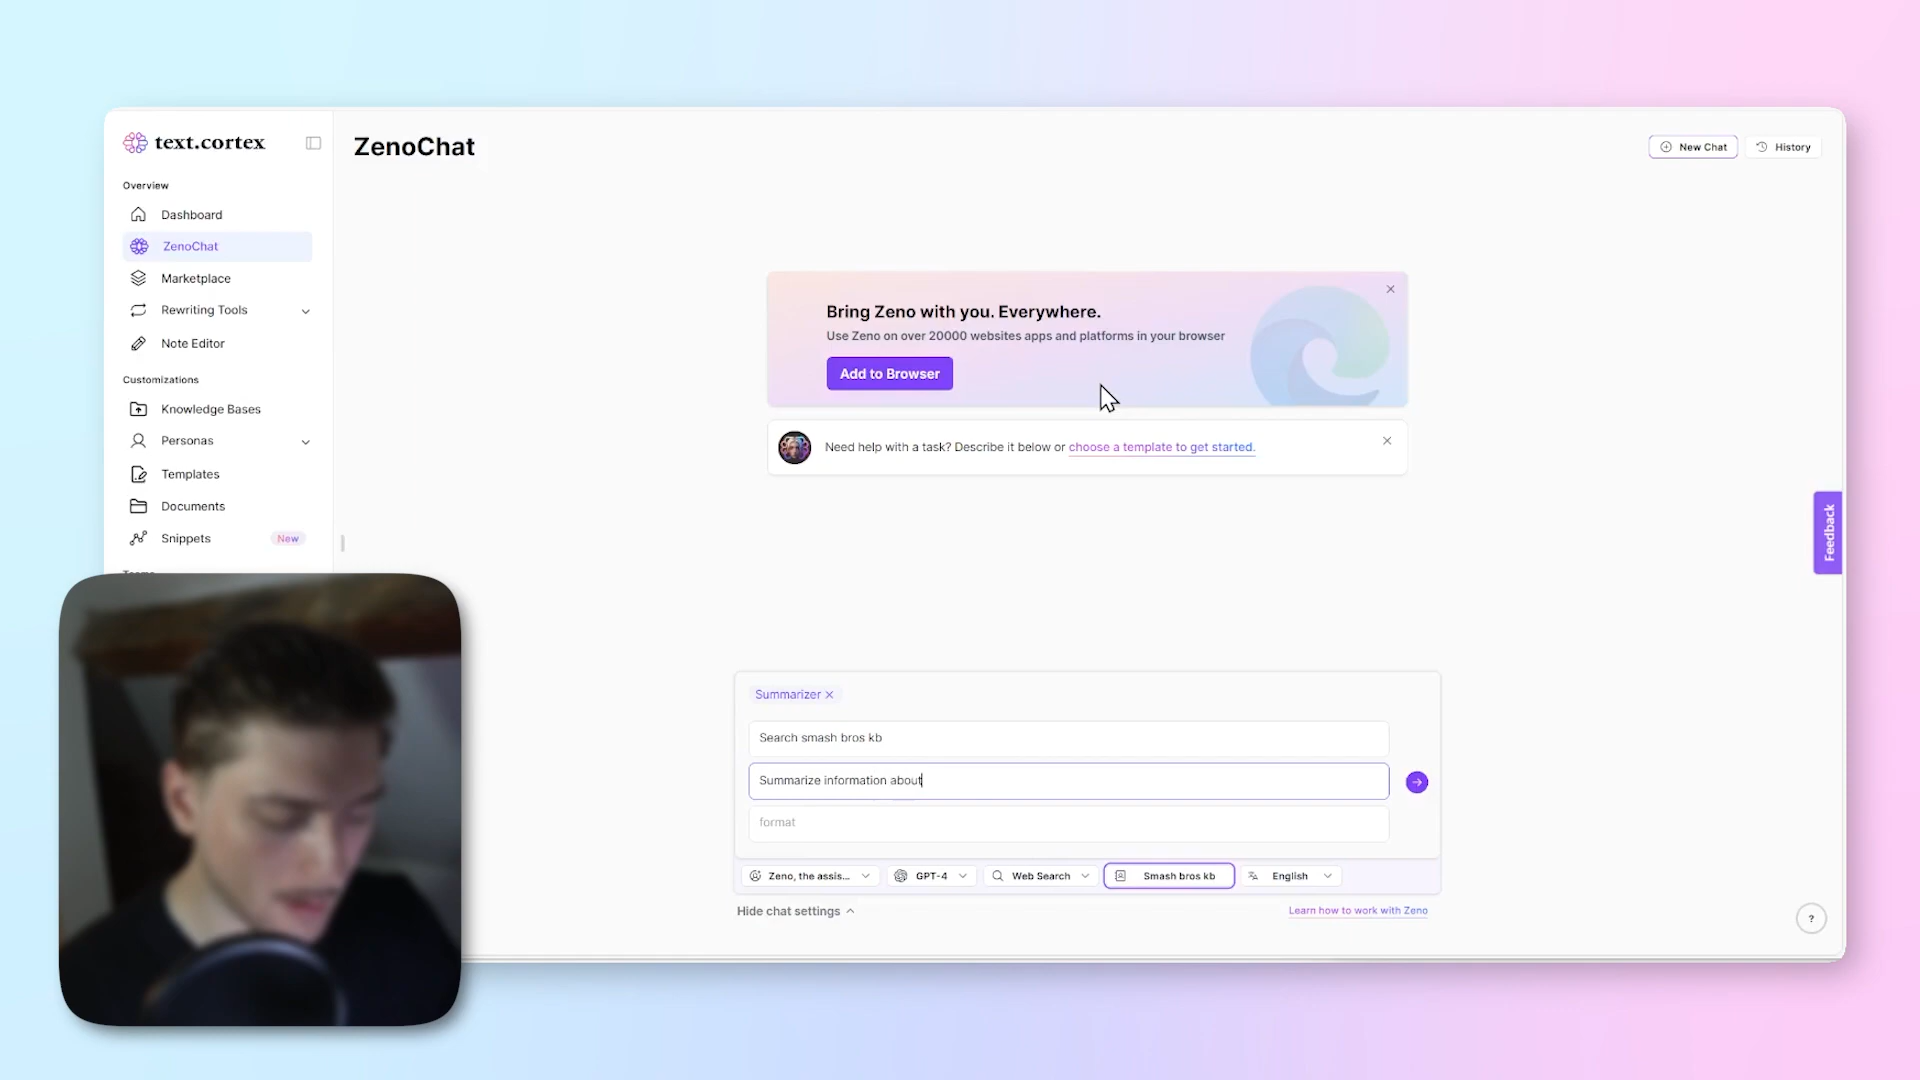 text.cortex
ZenoChat
New Chat
History
Overview
Dashboard
ZenoChat
Marketplace
Rewriting Tools
Note Editor
Customizations
Knowledge Bases
Personas
Templates
Documents
Snippets
New
Bring Zeno with you. Everywhere.
Use Zeno on over 20000 websites apps and platforms in your browser
Add to Browser
Need help with a task? Describe it below or choose a template to get started.
Feedback
Summarizer
Search smash bros kb
Summarize information about
format
Zeno, the assis...
GPT-4
Web Search
Smash bros kb
English
Hide chat settings
Learn how to work with Zeno
?